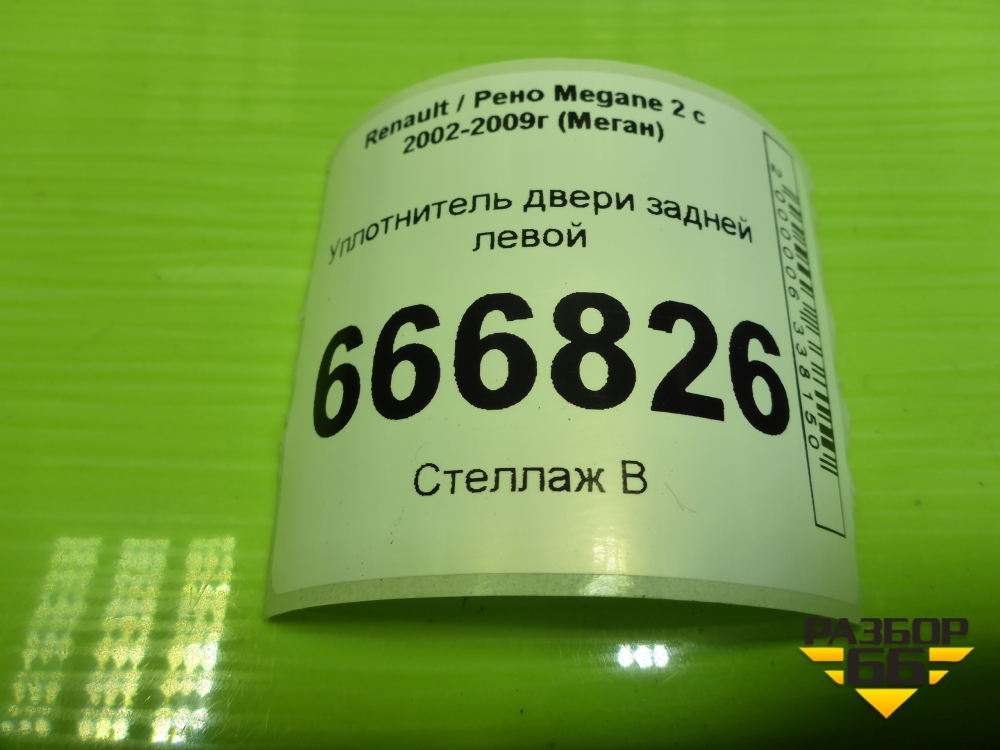 Renault / Рено Megane 2 с
2002-2009г (Меган)
Уплотнитель двери задней
левой
666826
Стеллаж В
2000006338150
РАЗБОР
66